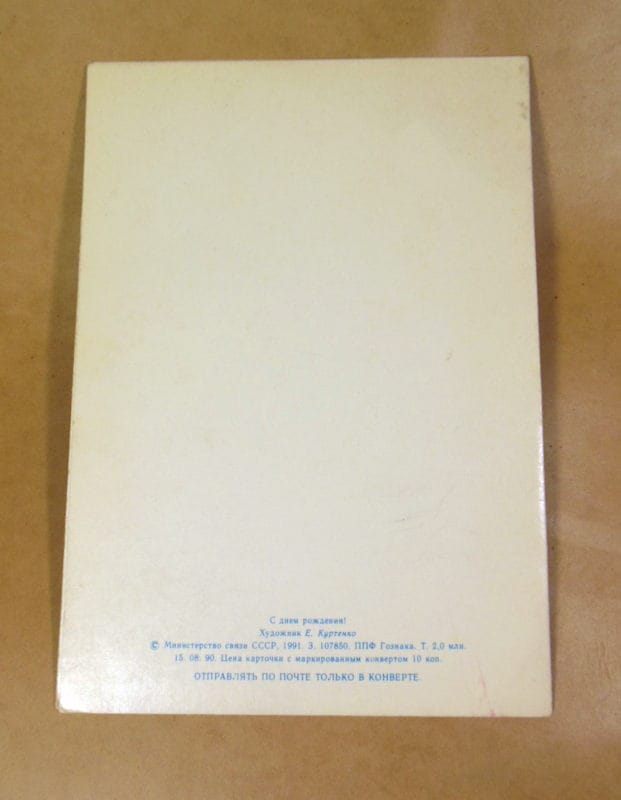 С днем рождения!
Художник Е. Куртенко
© Министерство связи СССР, 1991. З. 107850. ППФ Гознака. Т. 2,0 млн.
15. 08. 90. Цена карточки с маркированным конвертом 10 коп.
ОТПРАВЛЯТЬ ПО ПОЧТЕ ТОЛЬКО В КОНВЕРТЕ.